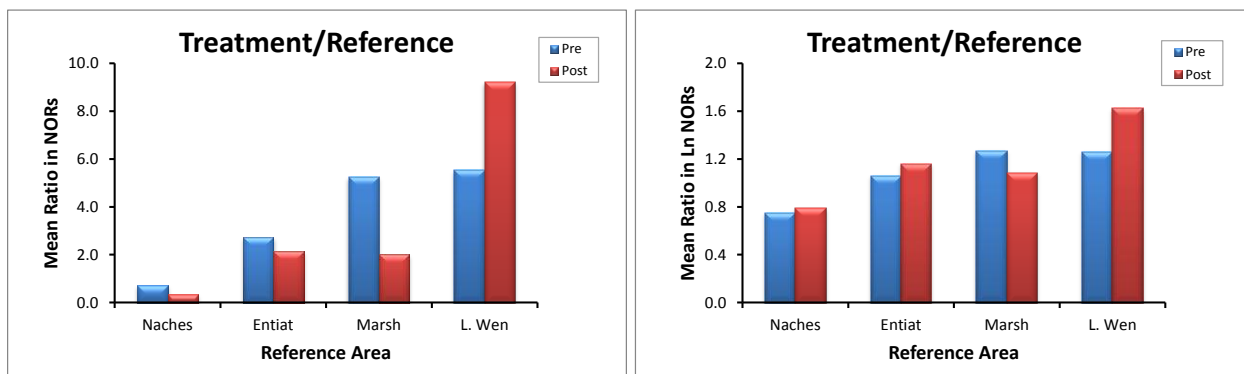 Treatment/Reference
Pre
Post
10.0
8.0
6.0
4.0
2.0
0.0
Mean Ratio in NORs
Naches Entiat Marsh L. Wen
Reference Area
Treatment/Reference
Pre
Post
2.0
1.6
1.2
0.8
0.4
0.0
Mean Ratio in Ln NORs
Naches Entiat Marsh L. Wen
Reference Area